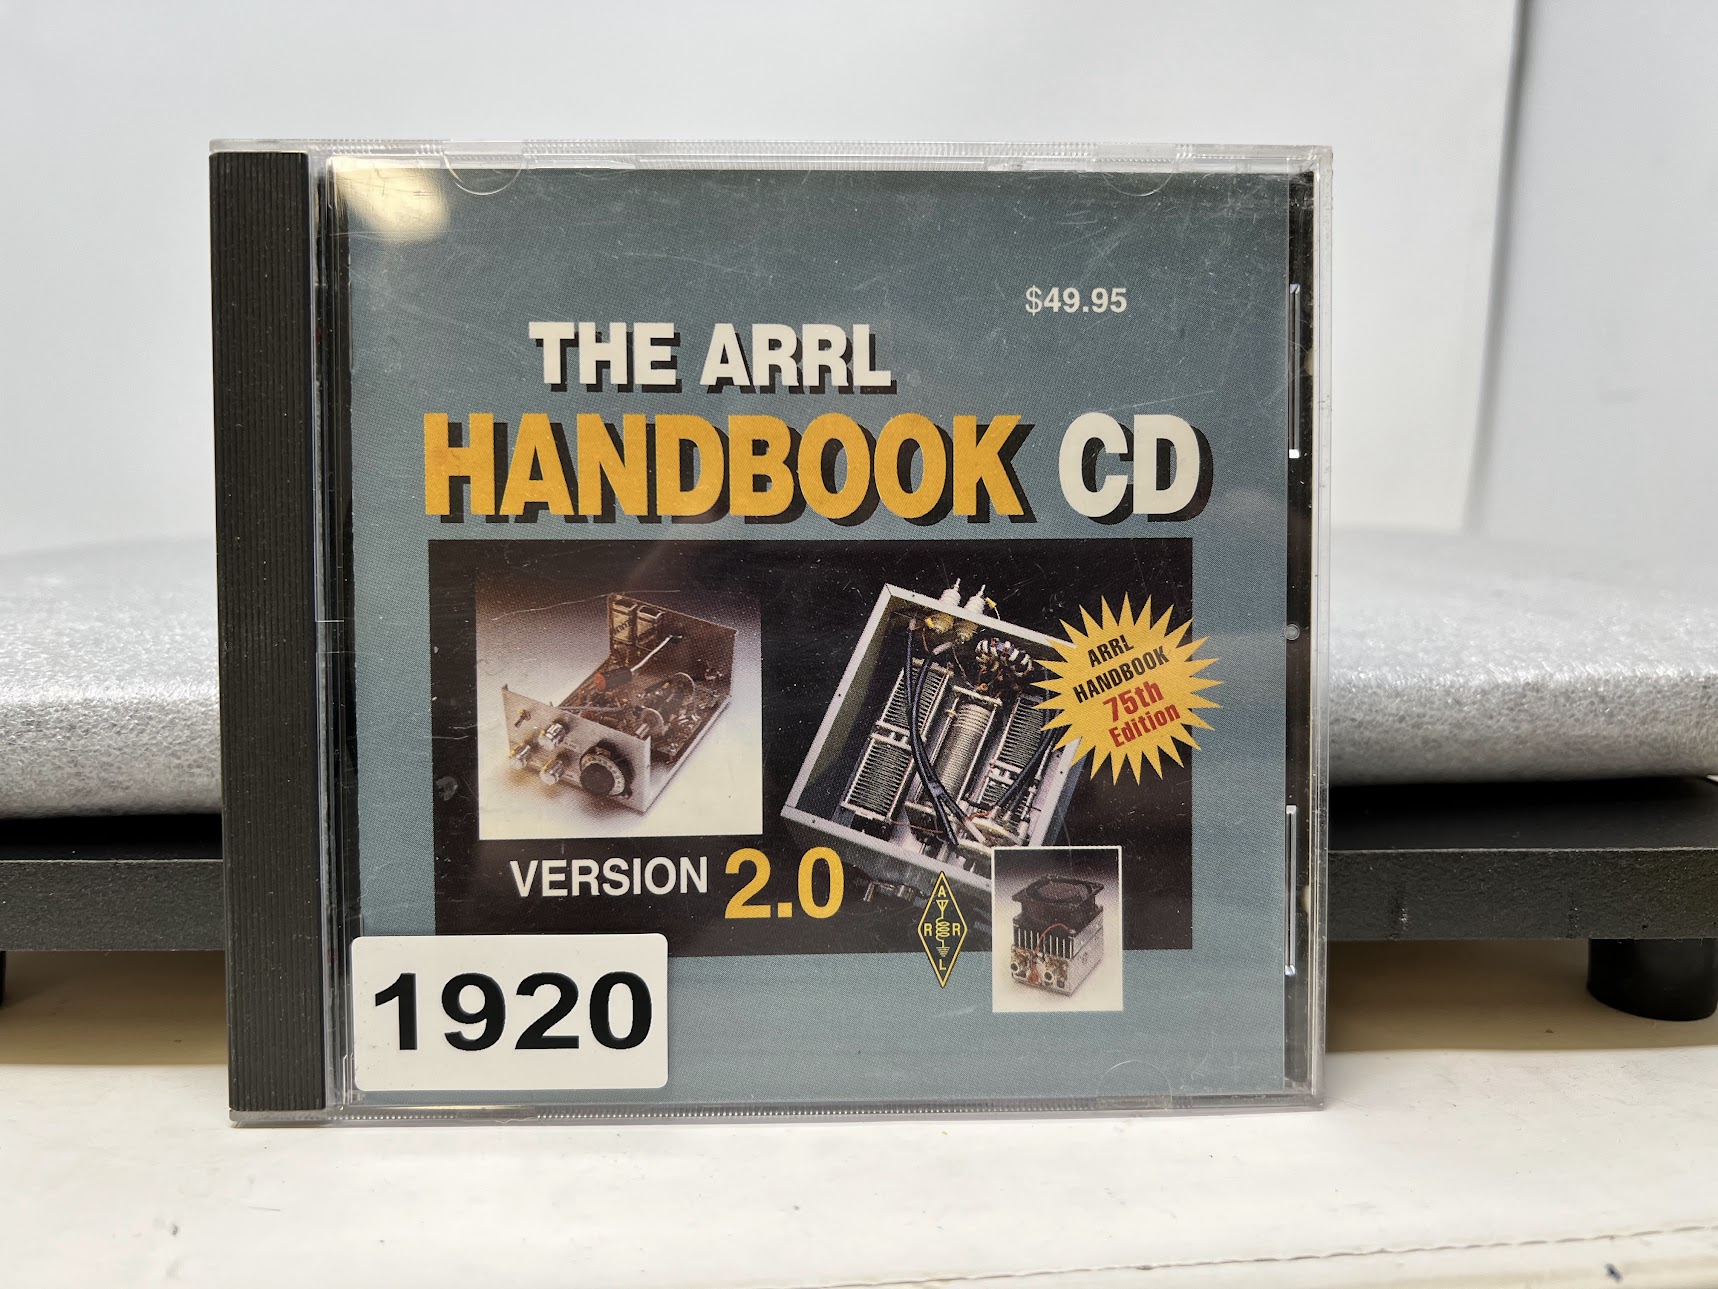 $49.95
THE ARRL
HANDBOOK CD
ARRL
HANDBOOK
75th
Edition
VERSION 2.0
A
R R
L
1920